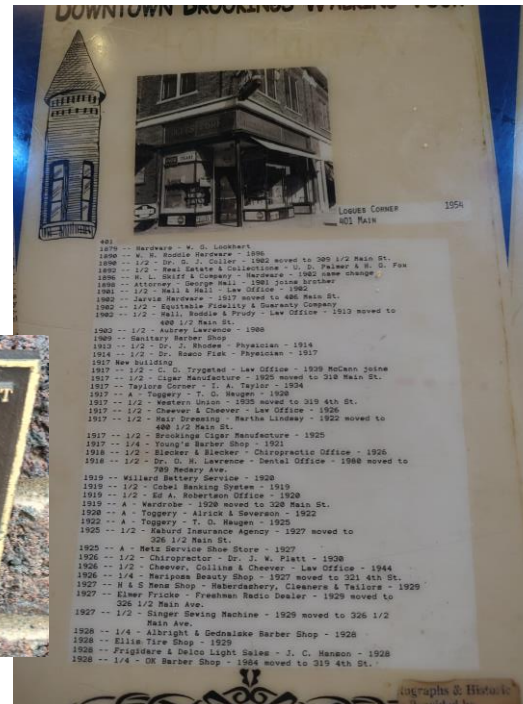 DOWNTOWN BROOKINGS WALKING TOUR
LOGUES CORNER 1954
401 MAIN
401
1879 -- Hardware - W. O. Lockhart
1890 -- W. H. Roddle Hardware - 1896
1890 -- 1/2 - Dr. G. J. Coller - 1902 moved to 309 1/2 Main St.
1892 -- 1/2 - Real Estate & Collections - U. D. Palmer & H. G. Fox
1896 -- H. L. Skiff & Company - Hardware - 1902 name change
1898 -- Attorney - George Hall - 1901 joins brother
1901 -- 1/2 - Hall & Hall - Law Office - 1902
1902 -- Jarvis Hardware - 1917 moved to 406 Main St.
1902 -- 1/2 - Equitable Fidelity & Guaranty Company
1902 -- 1/2 - Hall, Roddle & Prudy - Law Office - 1913 moved to
400 1/2 Main St.
1903 -- 1/2 - Aubrey Lawrence - 1908
1909 -- Sanitary Barber Shop
1913 -- 1/2 - Dr. J. Rhodes - Physician - 1914
1914 -- 1/2 - Dr. Rosco Fisk - Physician - 1917
1917 New building
1917 -- 1/2 - C. O. Trygstad - Law Office - 1939 McCann joins
1917 -- 1/2 - Cigar Manufacture - 1925 moved to 310 Main St.
1917 -- Taylors Corner - I. A. Taylor - 1934
1917 -- A - Toggery - T. O. Haugen - 1920
1917 -- 1/2 - Western Union - 1935 moved to 319 4th St.
1917 -- 1/2 - Cheever & Cheever - Law Office - 1926
1917 -- 1/2 - Hair Dressing - Martha Lindsay - 1922 moved to
400 1/2 Main St.
1917 -- 1/2 - Brookings Cigar Manufacture - 1925
1917 -- 1/4 - Young's Barber Shop - 1921
1918 -- 1/2 - Blecker & Blecker - Chiropractic Office - 1926
1918 -- 1/2 - Dr. O. H. Lawrence - Dental Office - 1960 moved to
709 Medary Ave.
1919 -- Willard Battery Service - 1920
1919 -- 1/2 - Cobel Banking System - 1919
1919 -- 1/2 - Ed A. Robertson Office - 1920
1919 -- A - Wardrobe - 1920 moved to 320 Main St.
1920 -- A - Toggery - Alrick & Severson - 1922
1922 -- A - Toggery - T. O. Haugen - 1925
1925 -- 1/2 - Kaburd Insurance Agency - 1927 moved to
326 1/2 Main St.
1925 -- A - Metz Service Shoe Store - 1927
1926 -- 1/2 - Chiropractor - Dr. J. W. Platt - 1930
1926 -- 1/2 - Cheever, Collins & Cheever - Law Office - 1944
1926 -- 1/4 - Mariposa Beauty Shop - 1927 moved to 321 4th St.
1927 -- H & S Mens Shop - Haberdashery, Cleaners & Tailors - 1929
1927 -- Elmer Fricke - Freshman Radio Dealer - 1929 moved to
326 1/2 Main Ave.
1927 -- 1/2 - Singer Sewing Machine - 1929 moved to 326 1/2
Main Ave.
1928 -- 1/4 - Albright & Gednalske Barber Shop - 1928
1928 -- Ellis Tire Shop - 1929
1928 -- Frigidare & Delco Light Sales - J. C. Hanson - 1928
1928 -- 1/4 - OK Barber Shop - 1984 moved to 319 4th St.
& Historic